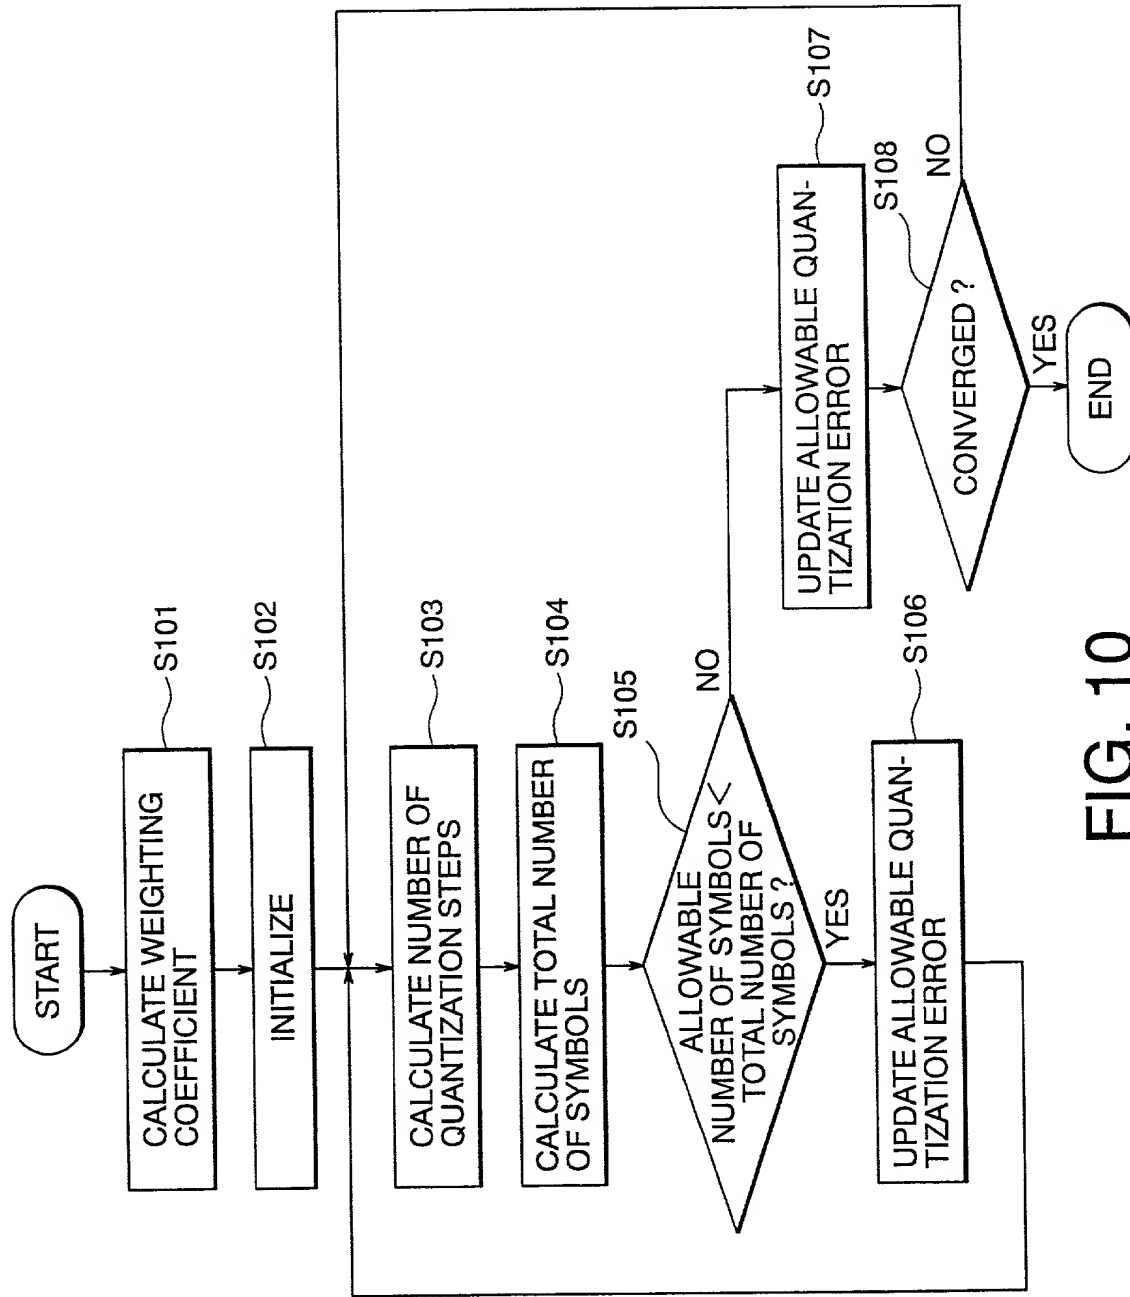 START
CALCULATE WEIGHTING
COEFFICIENT
S101
INITIALIZE
S102
CALCULATE NUMBER OF
QUANTIZATION STEPS
S103
CALCULATE TOTAL NUMBER
OF SYMBOLS
S104
ALLOWABLE
NUMBER OF SYMBOLS <
TOTAL NUMBER OF
SYMBOLS ?
S105
NO
YES
UPDATE ALLOWABLE QUAN-
TIZATION ERROR
S106
UPDATE ALLOWABLE QUAN-
TIZATION ERROR
S107
CONVERGED ?
S108
NO
YES
END
FIG. 10